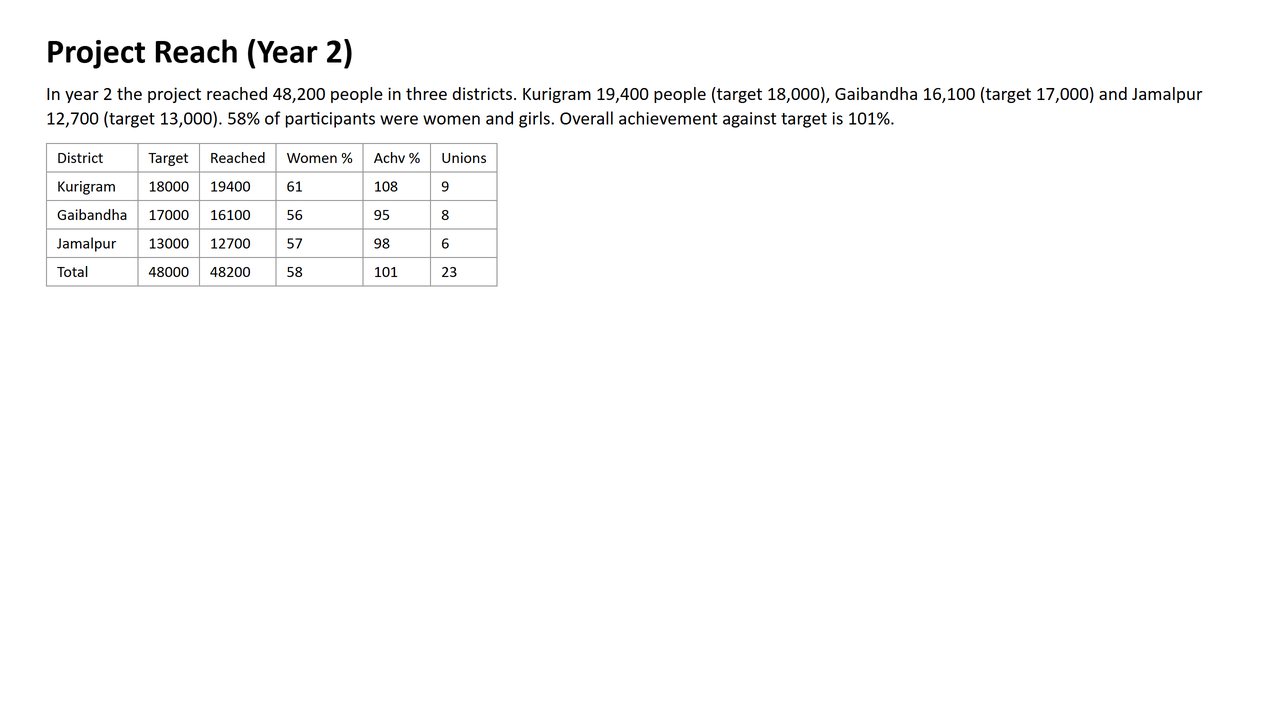 Project Reach (Year 2)
In year 2 the project reached 48,200 people in three districts. Kurigram 19,400 people (target 18,000), Gaibandha 16,100 (target 17,000) and Jamalpur
12,700 (target 13,000). 58% of participants were women and girls. Overall achievement against target is 101%.
District Target Reached Women % Achv % Unions
Kurigram 18000 19400 61 108 9
Gaibandha 17000 16100 56 95 8
Jamalpur 13000 12700 57 98 6
Total 48000 48200 58 101 23